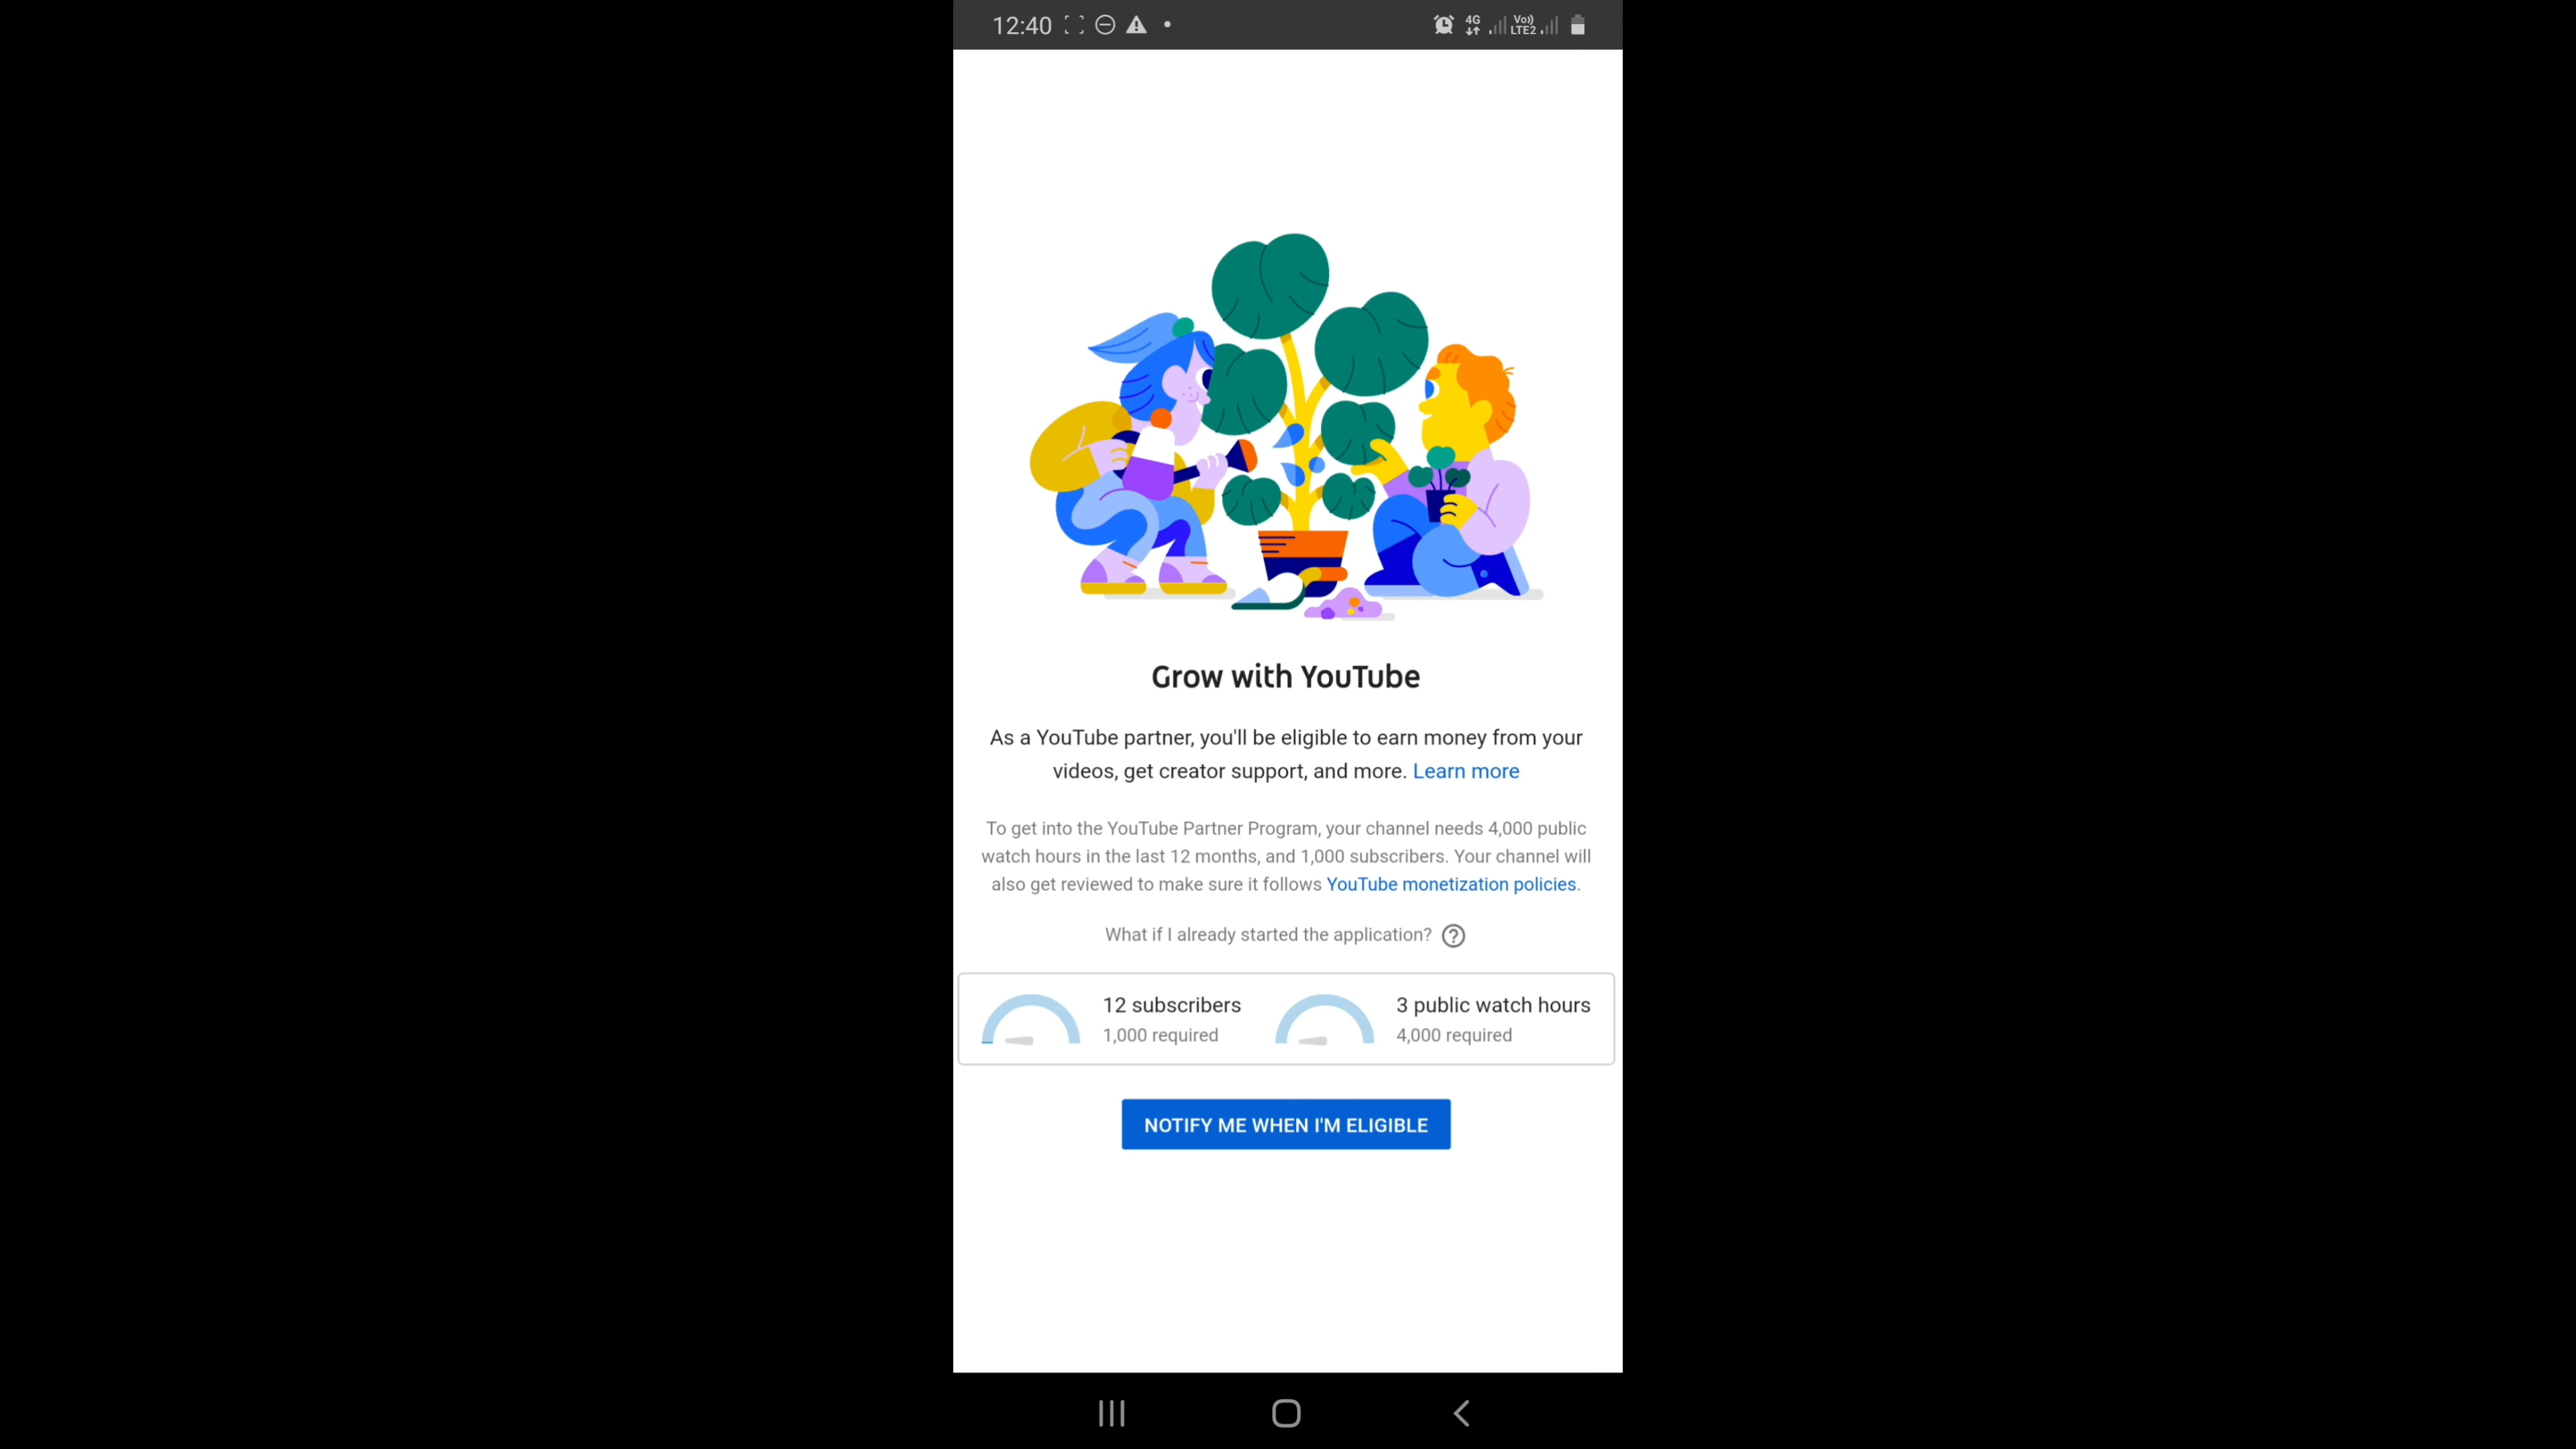 12:40
4G
Vo))
LTE2
Grow with YouTube
As a YouTube partner, you'll be eligible to earn money from your
videos, get creator support, and more. Learn more
To get into the YouTube Partner Program, your channel needs 4,000 public
watch hours in the last 12 months, and 1,000 subscribers. Your channel will
also get reviewed to make sure it follows YouTube monetization policies.
What if I already started the application? ?
12 subscribers
1,000 required
3 public watch hours
4,000 required
NOTIFY ME WHEN I'M ELIGIBLE